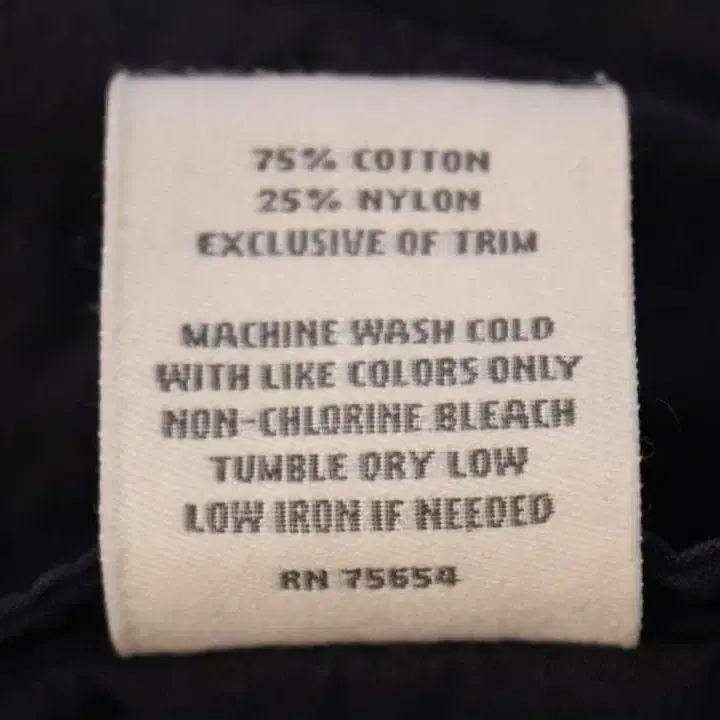 75% COTTON
25% NYLON
EXCLUSIVE OF TRIM
MACHINE WASH COLD
WITH LIKE COLORS ONLY
NON-CHLORINE BLEACH
TUMBLE DRY LOW
LOW IRON IF NEEDED
RN 75654